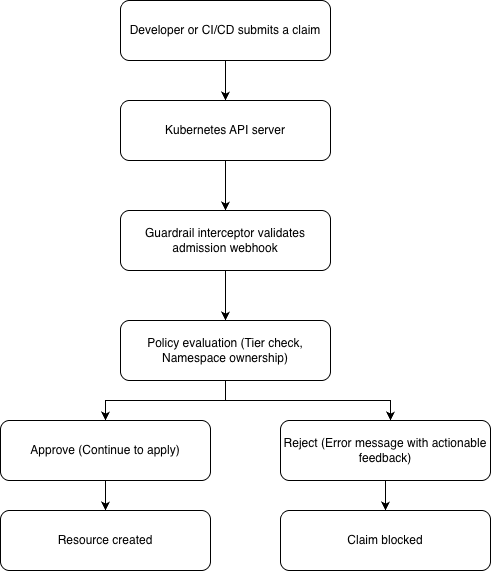 Developer or CI/CD submits a claim
Kubernetes API server
Guardrail interceptor validates
admission webhook
Policy evaluation (Tier check,
Namespace ownership)
Approve (Continue to apply)
Reject (Error message with actionable
feedback)
Resource created
Claim blocked